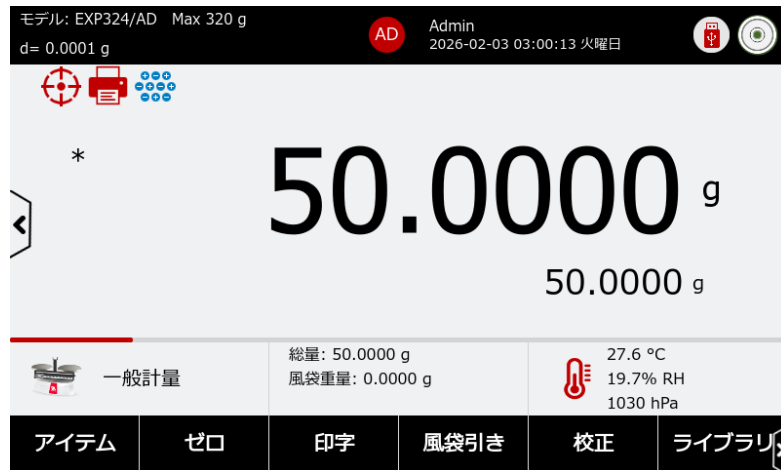 モデル: EXP324/AD Max 320 g
d= 0.0001 g
AD
Admin
2026-02-03 03:00:13 火曜日
*
50.0000 g
50.0000 g
一般計量
総量: 50.0000 g
風袋重量: 0.0000 g
27.6 °C
19.7% RH
1030 hPa
アイテム
ゼロ
印字
風袋引き
校正
ライブラリ